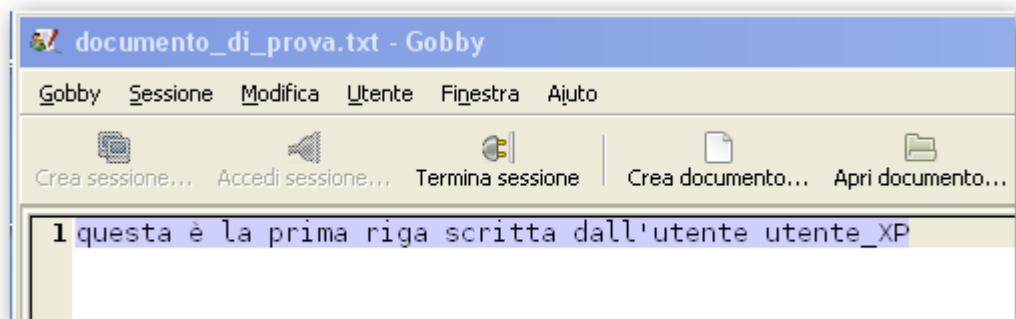 documento_di_prova.txt - Gobby
Gobby Sessione Modifica Utente Finestra Aiuto
Crea sessione... Accedi sessione... Termina sessione Crea documento... Apri documento...
1 questa è la prima riga scritta dall'utente utente_XP